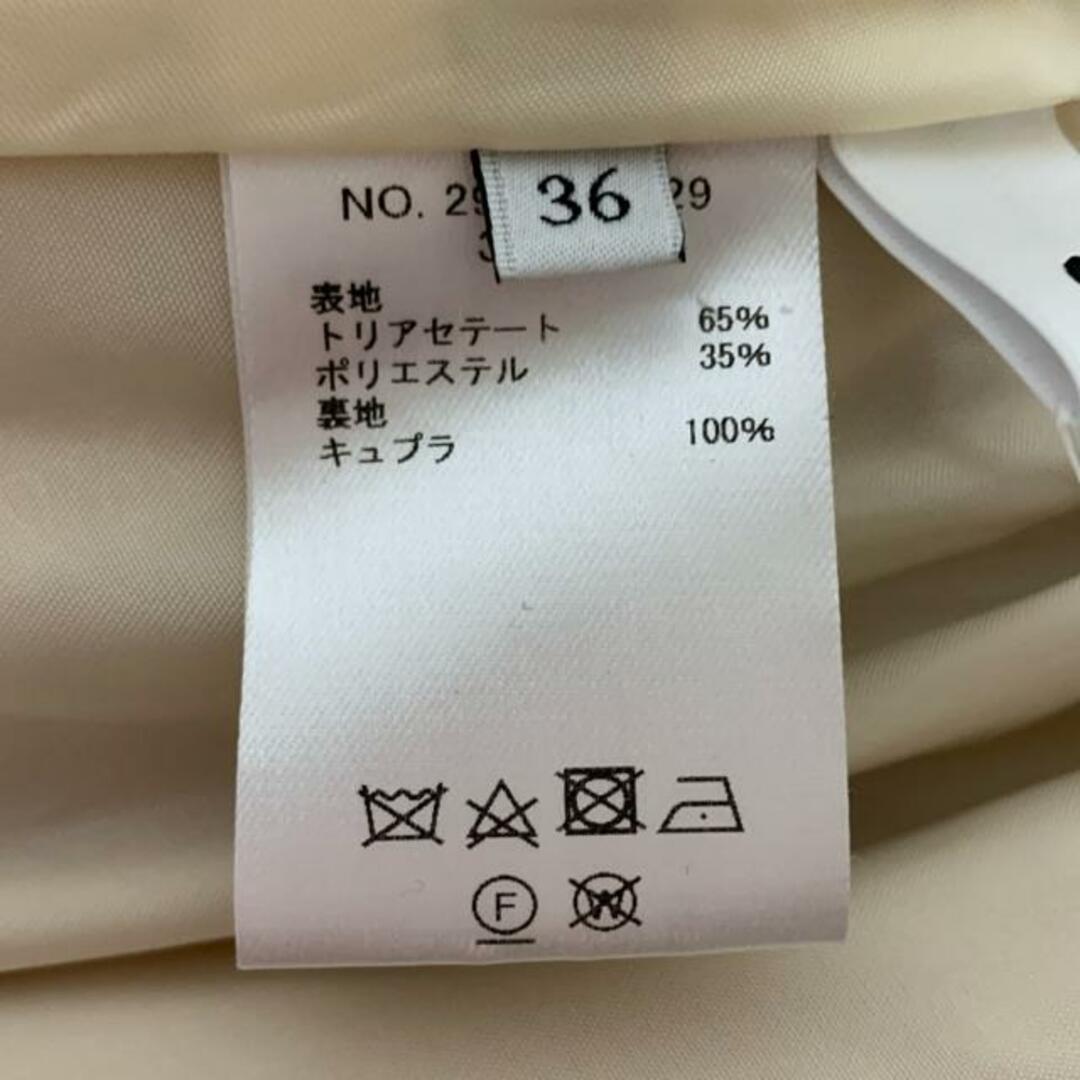 NO. 29
29
36
表地
トリアセテート 65%
ポリエステル 35%
裏地
キュプラ 100%
F
W